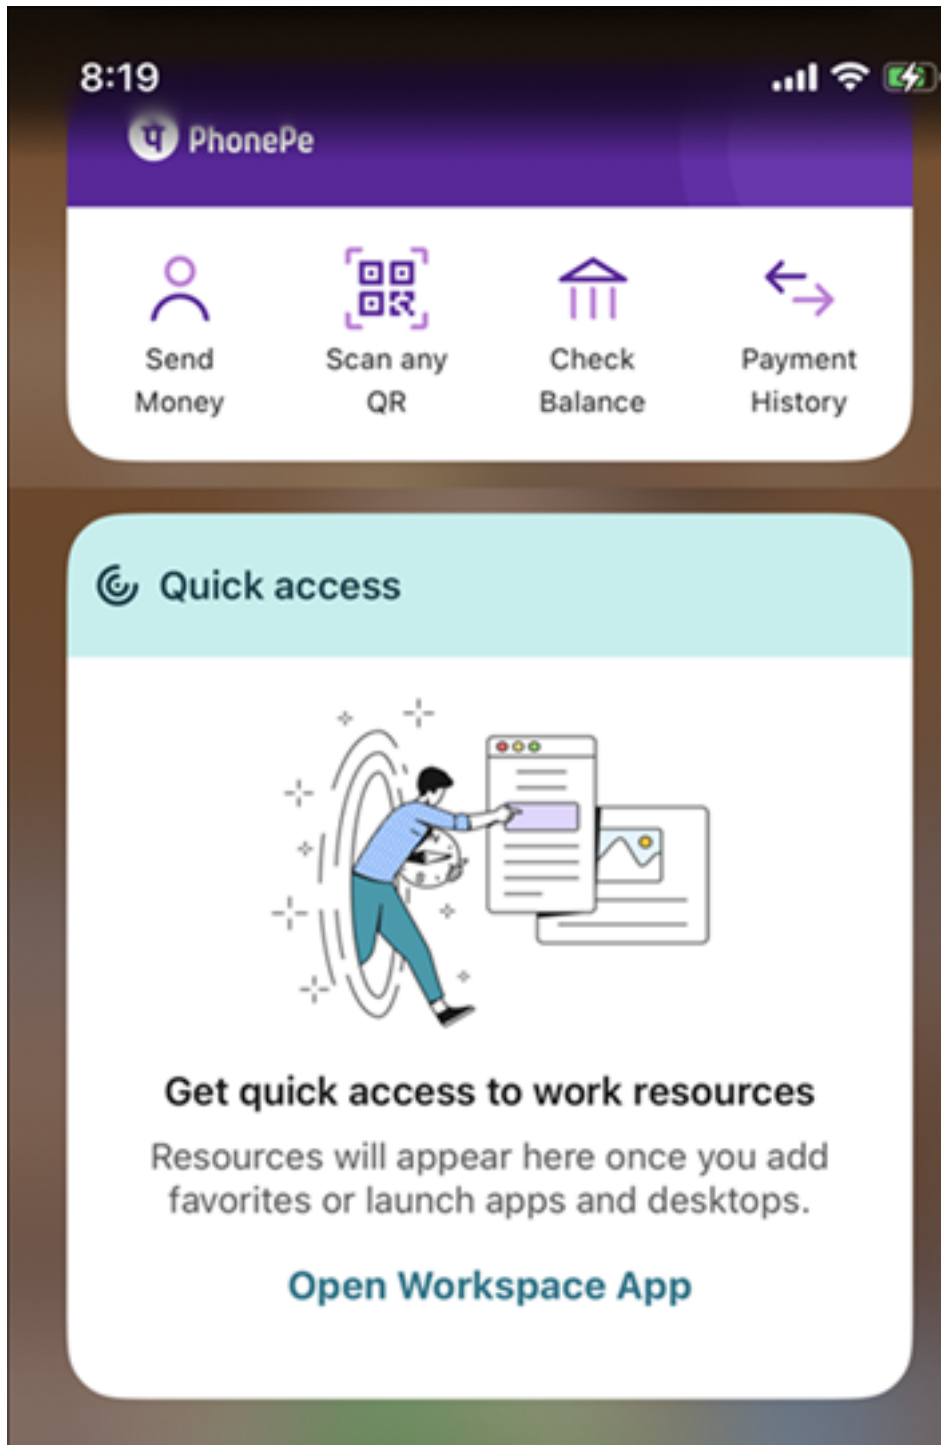 8:19
पे PhonePe
Send Money
Scan any QR
Check Balance
Payment History
Quick access
Get quick access to work resources
Resources will appear here once you add
favorites or launch apps and desktops.
Open Workspace App